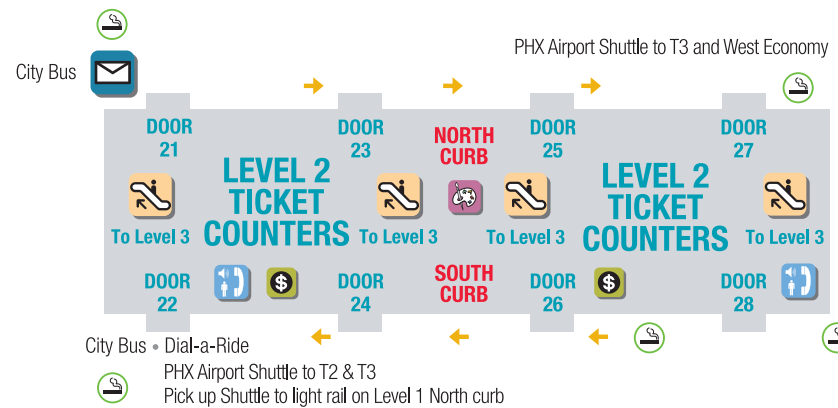 PHX Airport Shuttle to T3 and West Economy
City Bus
DOOR 21
DOOR 23
NORTH CURB
DOOR 25
DOOR 27
LEVEL 2
TICKET
COUNTERS
LEVEL 2
TICKET
COUNTERS
To Level 3
To Level 3
To Level 3
To Level 3
$
$
DOOR 22
DOOR 24
SOUTH CURB
DOOR 26
DOOR 28
City Bus • Dial-a-Ride
PHX Airport Shuttle to T2 & T3
Pick up Shuttle to light rail on Level 1 North curb